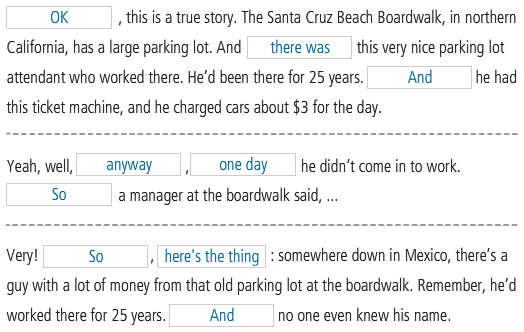 OK , this is a true story. The Santa Cruz Beach Boardwalk, in northern
California, has a large parking lot. And there was this very nice parking lot
attendant who worked there. He'd been there for 25 years. And he had
this ticket machine, and he charged cars about $3 for the day.
Yeah, well, anyway , one day he didn't come in to work.
So a manager at the boardwalk said, ...
Very! So , here's the thing : somewhere down in Mexico, there's a
guy with a lot of money from that old parking lot at the boardwalk. Remember, he'd
worked there for 25 years. And no one even knew his name.